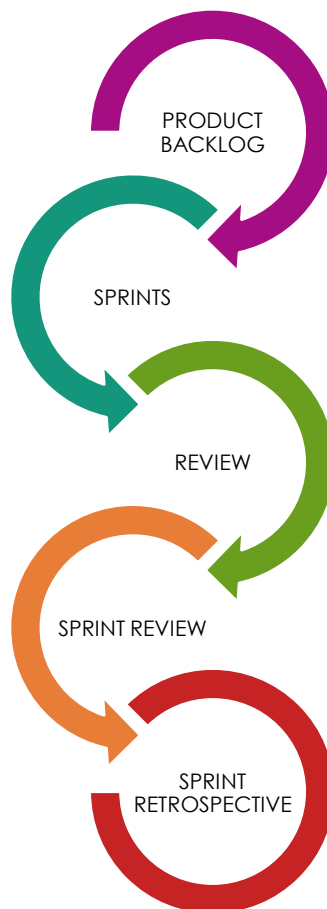 PRODUCT
BACKLOG
SPRINTS
REVIEW
SPRINT REVIEW
SPRINT
RETROSPECTIVE